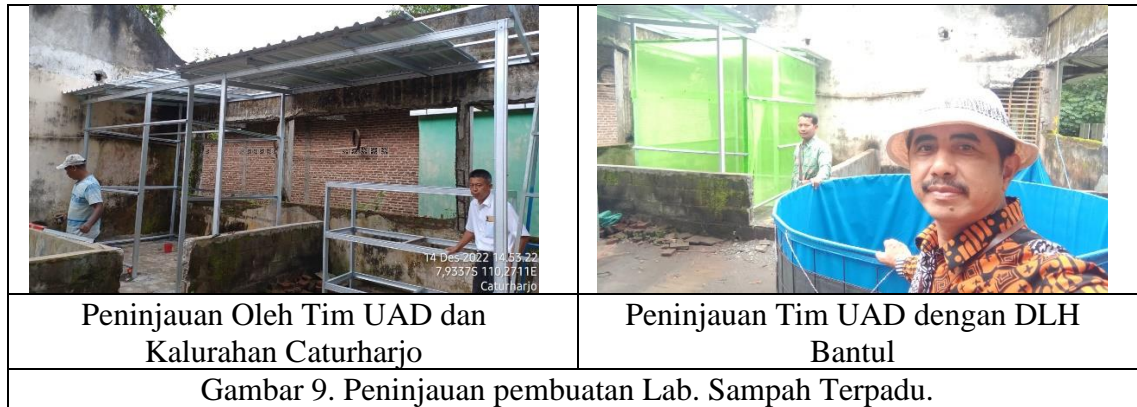 14 Des 2022 14.53.22
7,9337S 110,2711E
Caturharjo
Peninjauan Oleh Tim UAD dan
Kalurahan Caturharjo
Peninjauan Tim UAD dengan DLH
Bantul
Gambar 9. Peninjauan pembuatan Lab. Sampah Terpadu.